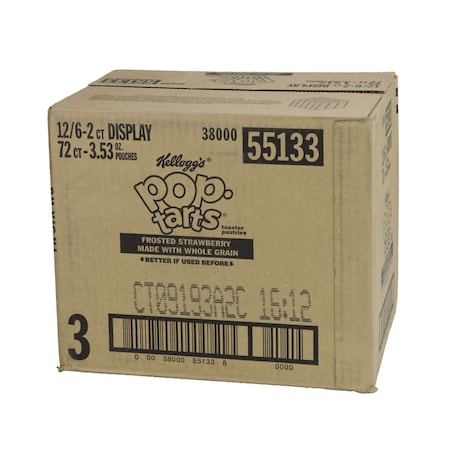 12/6-2 CT DISPLAY
72 CT-3.53 OZ. POUCHES
38000 55133
Kellogg's®
POP•
tarts®
toaster
pastries
FROSTED STRAWBERRY
MADE WITH WHOLE GRAIN
BETTER IF USED BEFORE
CT09193A2C 16:12
3
0 00 38000 55133 8
0000